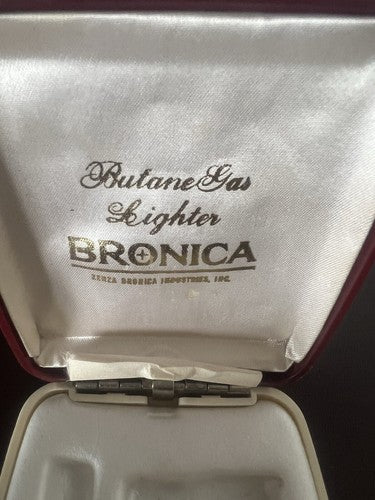 Butane Gas
Lighter
BRONICA
ZENZA BRONICA INDUSTRIES, INC.